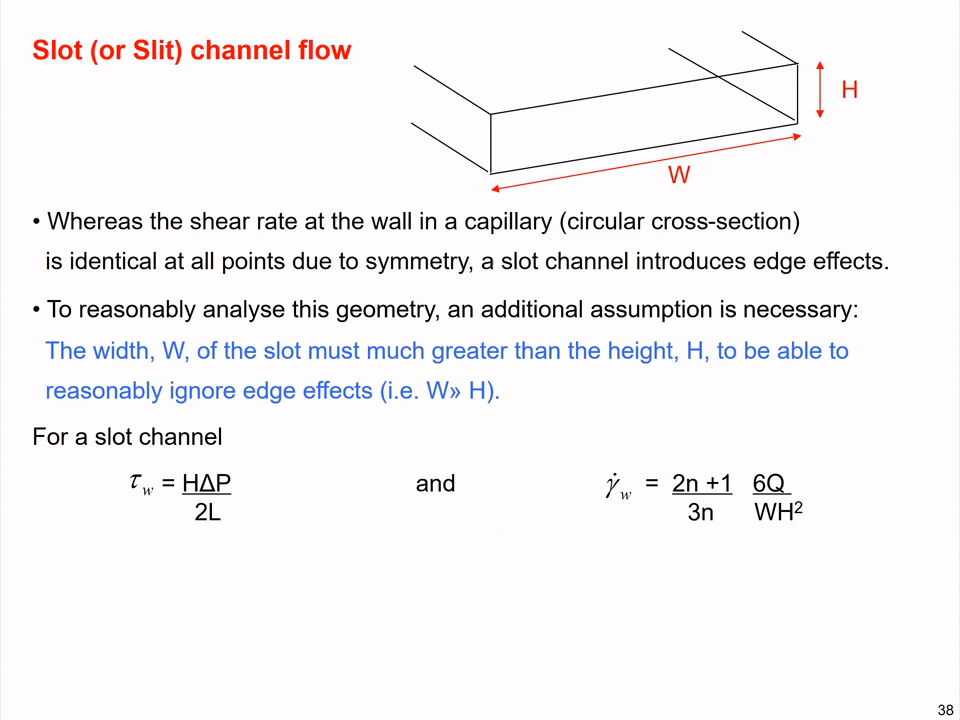 Slot (or Slit) channel flow
H
W
• Whereas the shear rate at the wall in a capillary (circular cross-section)
is identical at all points due to symmetry, a slot channel introduces edge effects.
• To reasonably analyse this geometry, an additional assumption is necessary:
The width, W, of the slot must much greater than the height, H, to be able to
reasonably ignore edge effects (i.e. W» H).
For a slot channel
τw = HΔP and γ̇w = 2n +1 6Q
2L 3n WH²
38